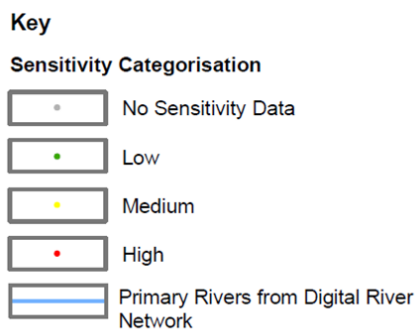 Key
Sensitivity Categorisation
No Sensitivity Data
Low
Medium
High
Primary Rivers from Digital River
Network